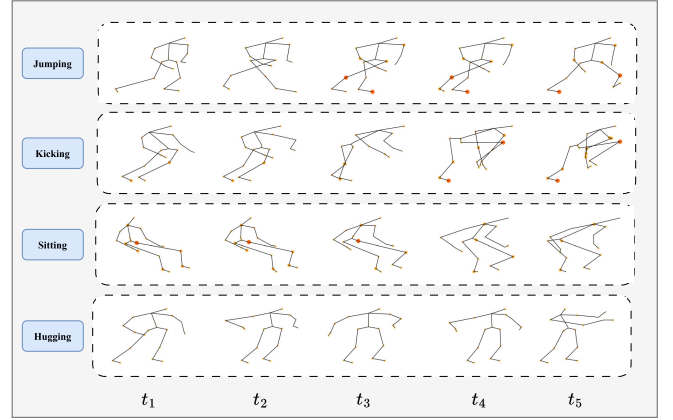 Jumping
Kicking
Sitting
Hugging
t₁ t₂ t₃ t₄ t₅